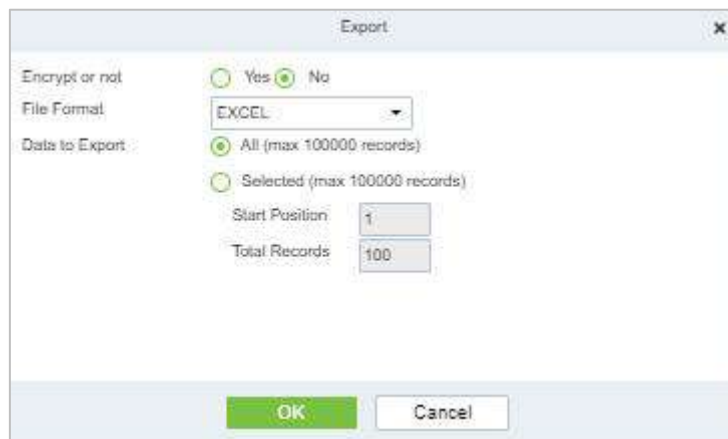 Export
Encrypt or not Yes No
File Format EXCEL
Data to Export All (max 100000 records)
Selected (max 100000 records)
Start Position 1
Total Records 100
OK Cancel